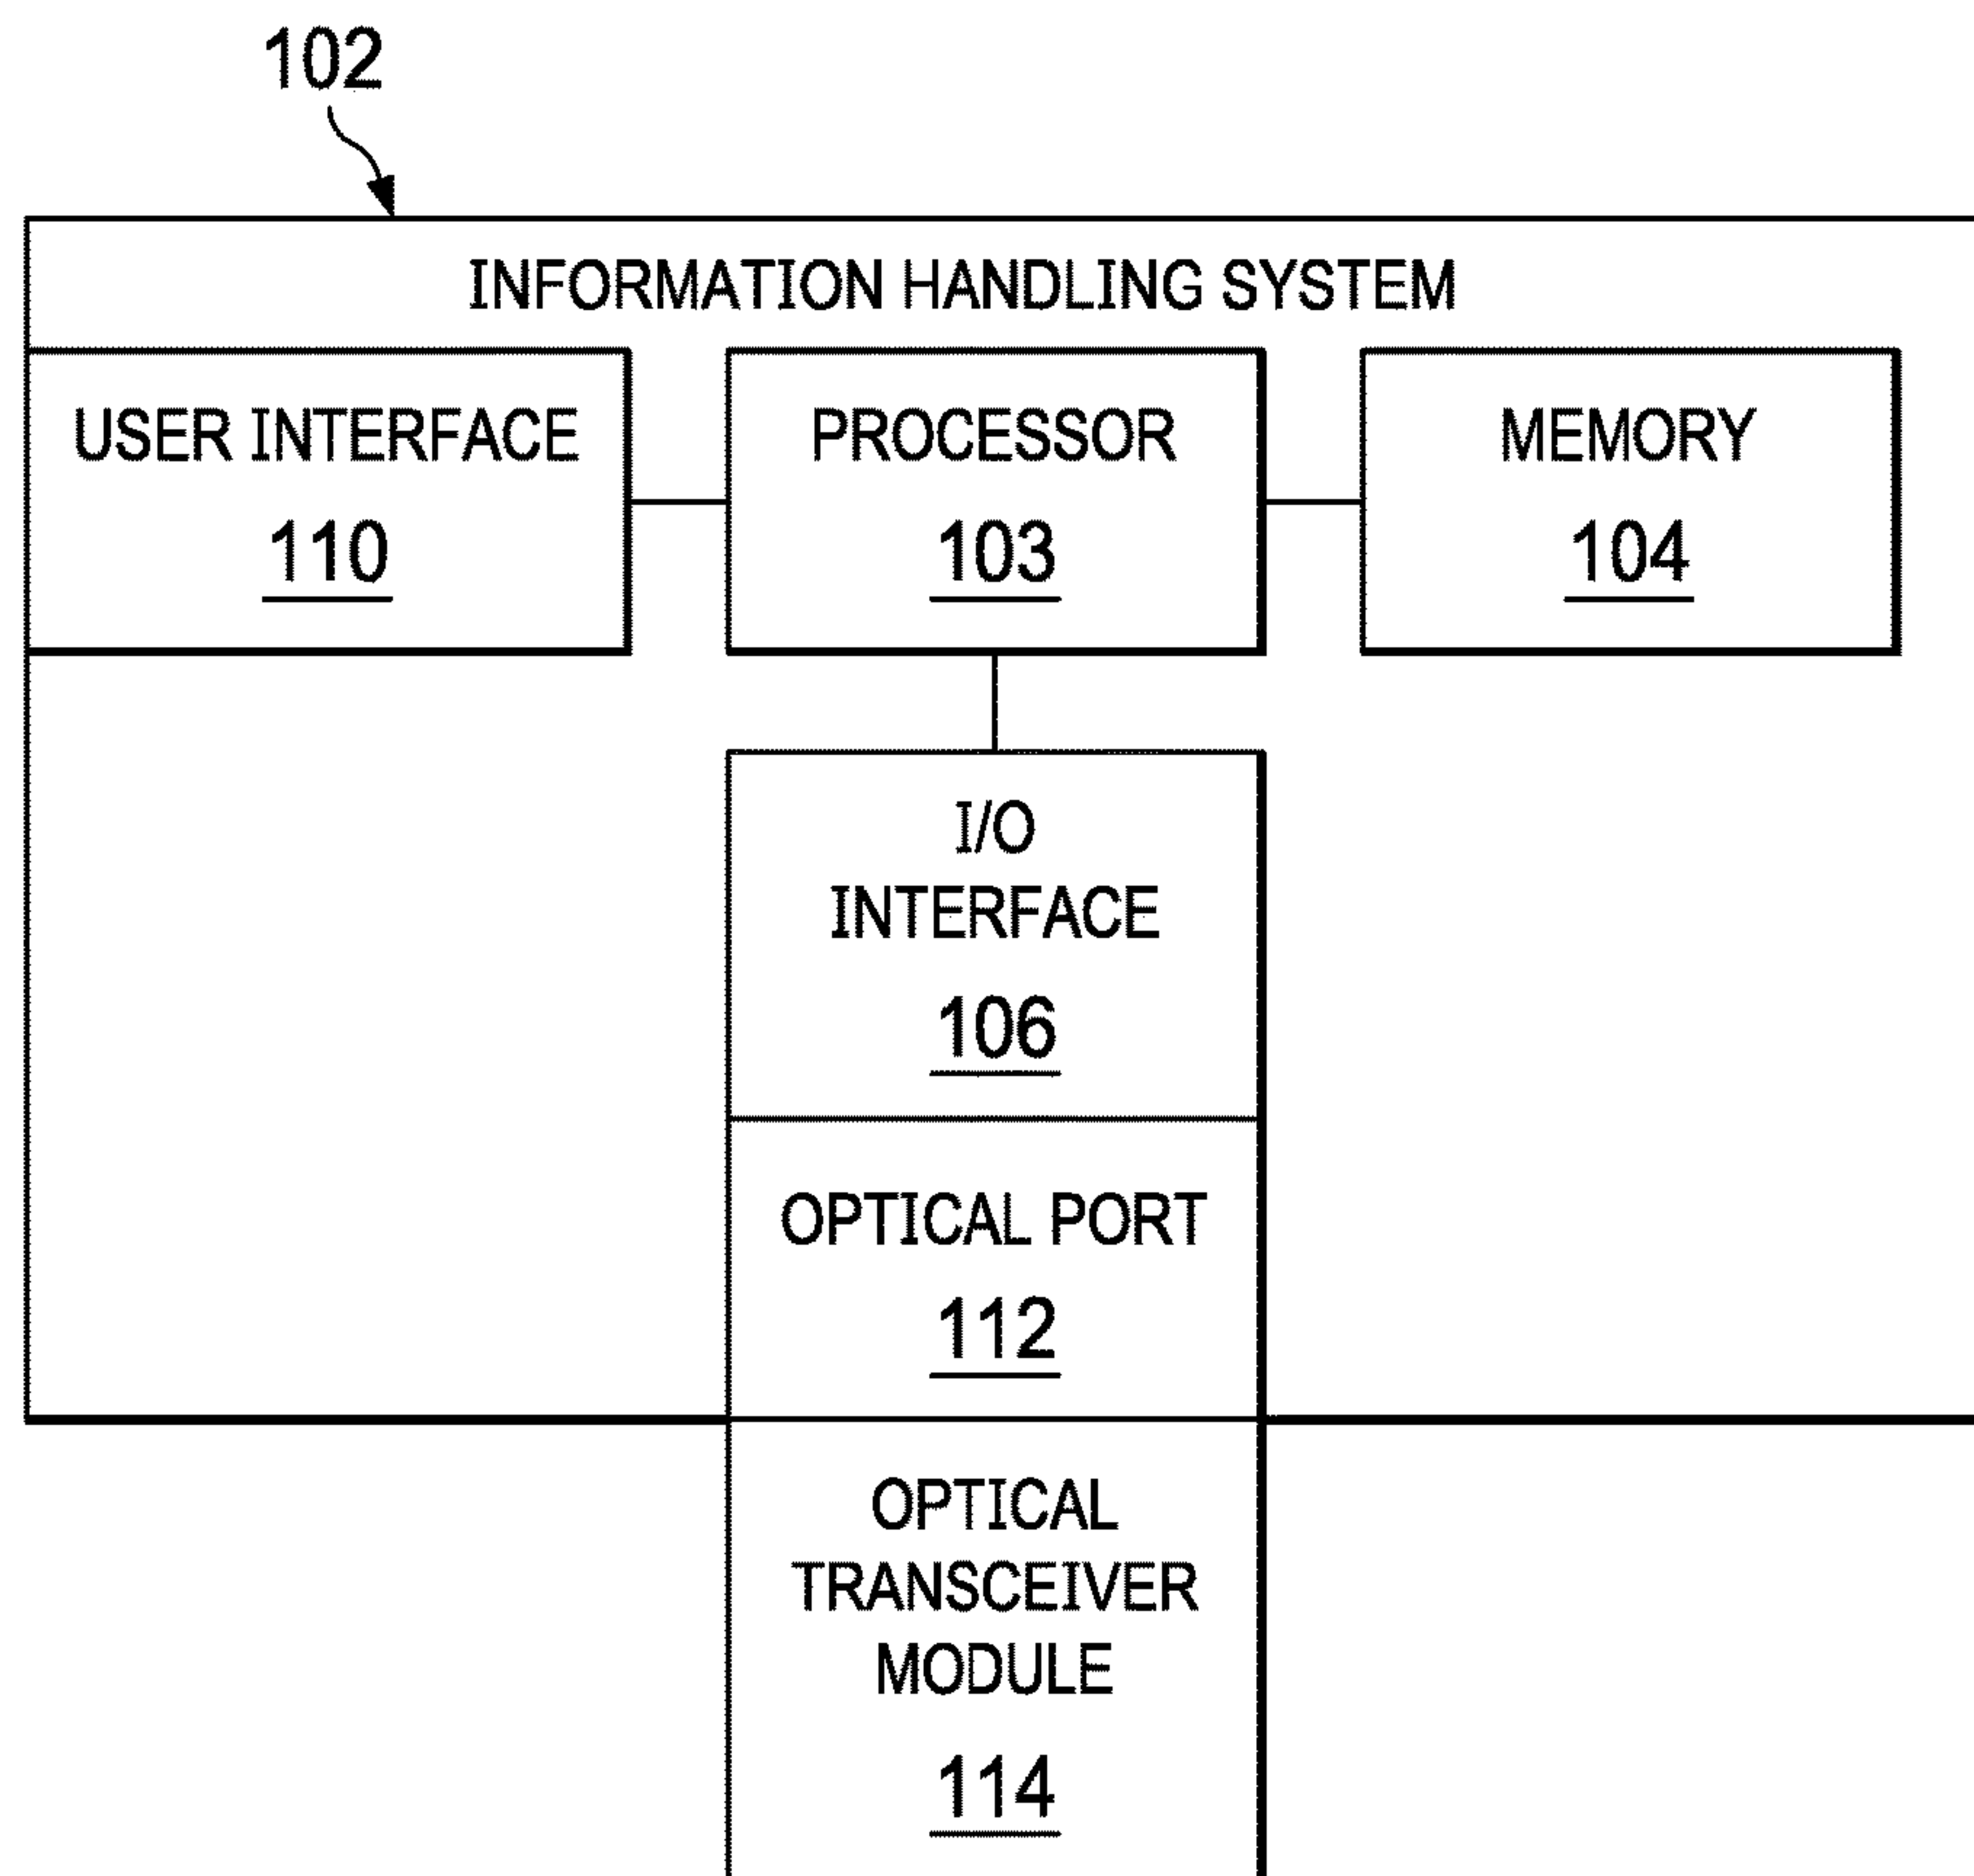 102
INFORMATION HANDLING SYSTEM
USER INTERFACE
110
PROCESSOR
103
MEMORY
104
I/O
INTERFACE
106
OPTICAL PORT
112
OPTICAL
TRANSCEIVER
MODULE
114